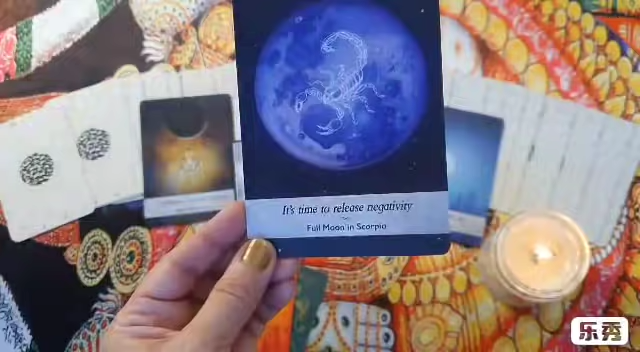 It's time to release negativity
Full Moon in Scorpio
乐秀